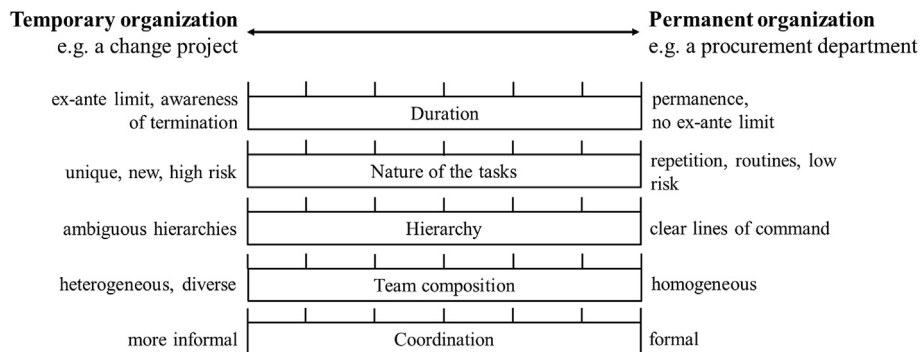 Temporary organization
e.g. a change project
Permanent organization
e.g. a procurement department
ex-ante limit, awareness
of termination
Duration
permanence,
no ex-ante limit
unique, new, high risk
Nature of the tasks
repetition, routines, low
risk
ambiguous hierarchies
Hierarchy
clear lines of command
heterogeneous, diverse
Team composition
homogeneous
more informal
Coordination
formal